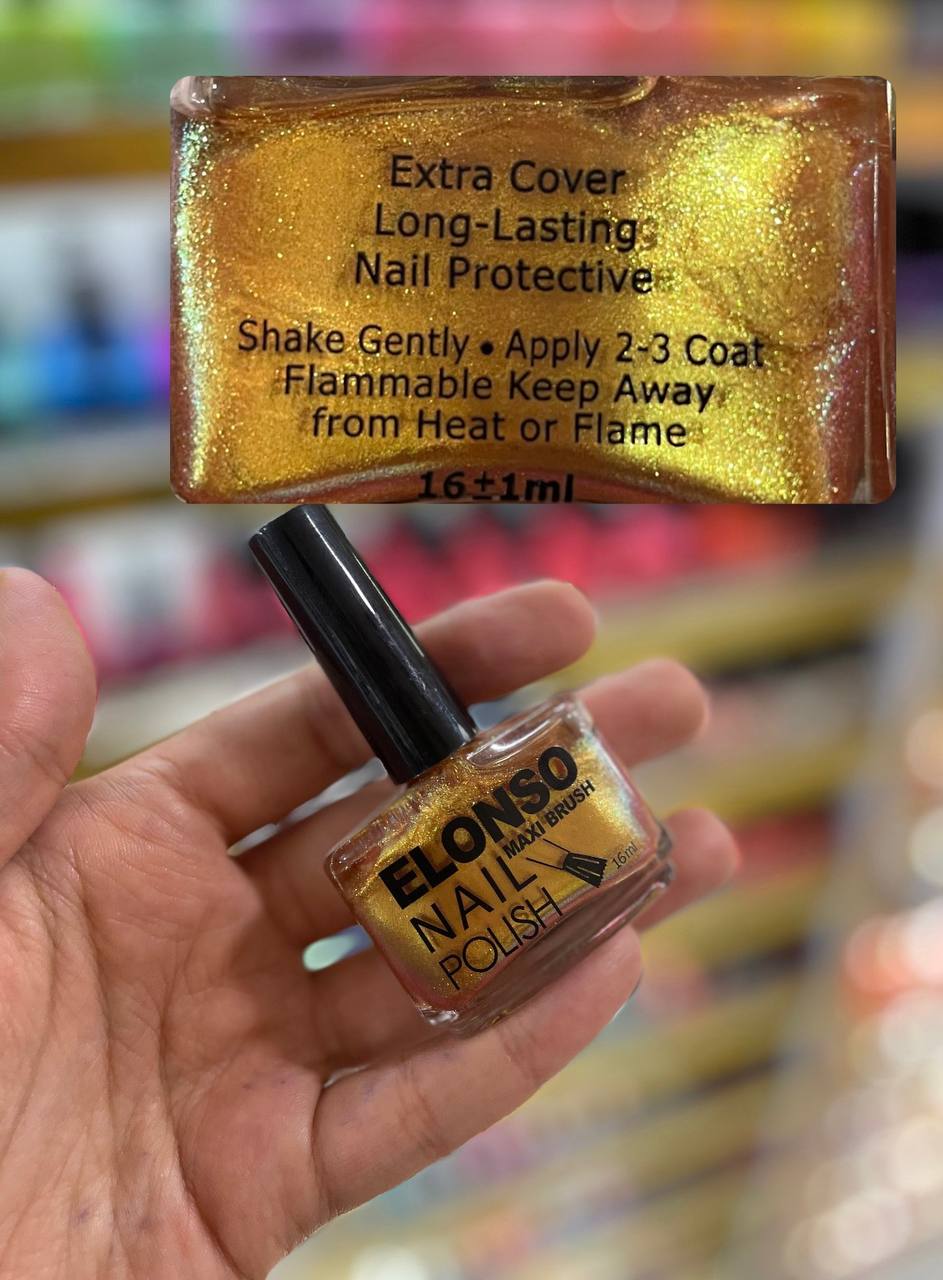 Extra Cover
Long-Lasting
Nail Protective
Shake Gently • Apply 2-3 Coat
Flammable Keep Away
from Heat or Flame
16±1ml
ELONSO
MAXI BRUSH
NAIL
POLISH
16ml